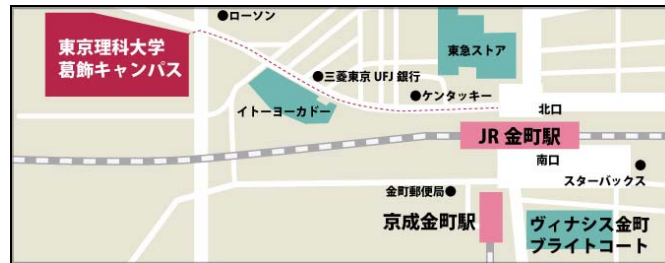 ●ローソン
東京理科大学
葛飾キャンパス
東急ストア
●三菱東京 UFJ 銀行
●ケンタッキー
イトーヨーカドー
北口
JR 金町駅
南口
スターバックス
金町郵便局●
京成金町駅
ヴィナシス金町
ブライトコート